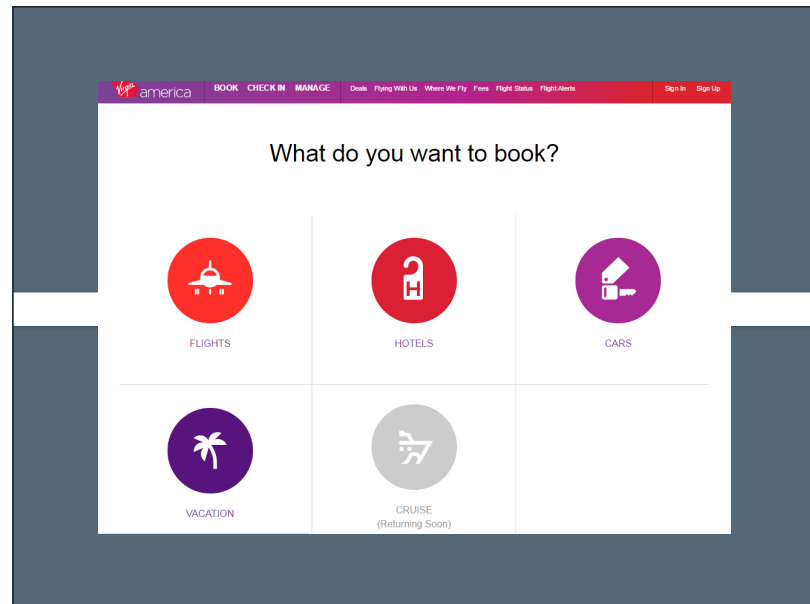 Virgin america BOOK CHECK IN MANAGE Deals Flying With Us Where We Fly Fees Flight Status Flight Alerts Sign In Sign Up
What do you want to book?
H
FLIGHTS HOTELS CARS
VACATION CRUISE
(Returning Soon)